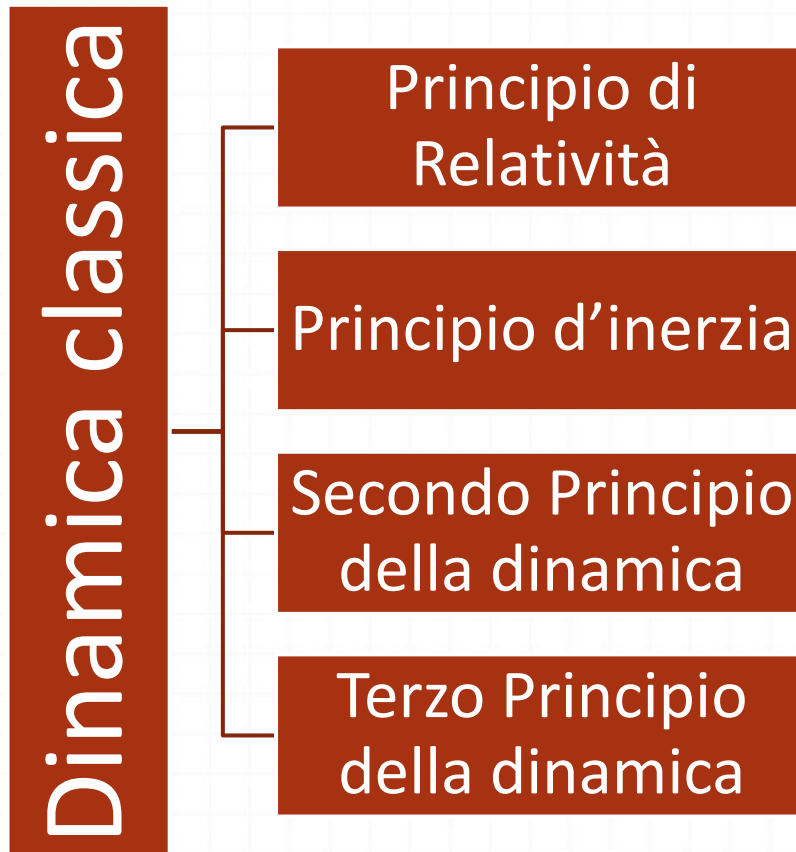 Dinamica classica
Principio di
Relatività
Principio d’inerzia
Secondo Principio
della dinamica
Terzo Principio
della dinamica